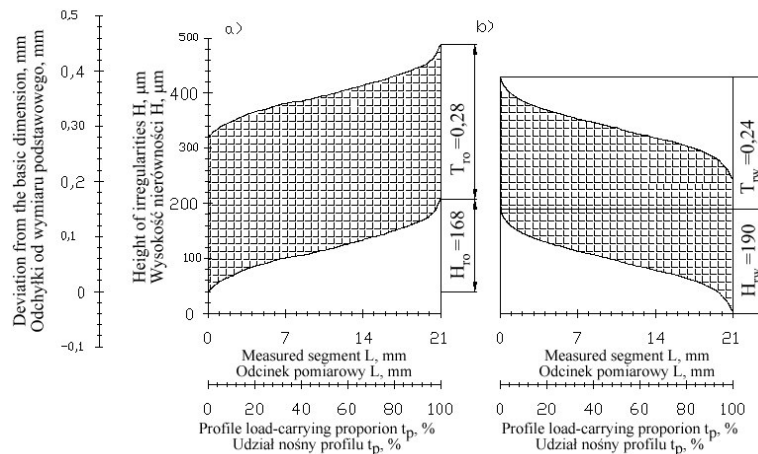 Deviation from the basic dimension, mm
Odchyłki od wymiaru podstawowego, mm
0,5
0,4
0,3
0,2
0,1
0
-0,1
Height of irregularities H, µm
Wysokość nierówności H, µm
500
400
300
200
100
0
a)
T_ro=0,28
H_ro=168
0 7 14 21
Measured segment L, mm
Odcinek pomiarowy L, mm
0 20 40 60 80 100
Profile load-carrying proporion t_p, %
Udział nośny profilu t_p, %
b)
T_rw=0,24
H_rw=190
0 7 14 21
Measured segment L, mm
Odcinek pomiarowy L, mm
0 20 40 60 80 100
Profile load-carrying proporion t_p, %
Udział nośny profilu t_p, %